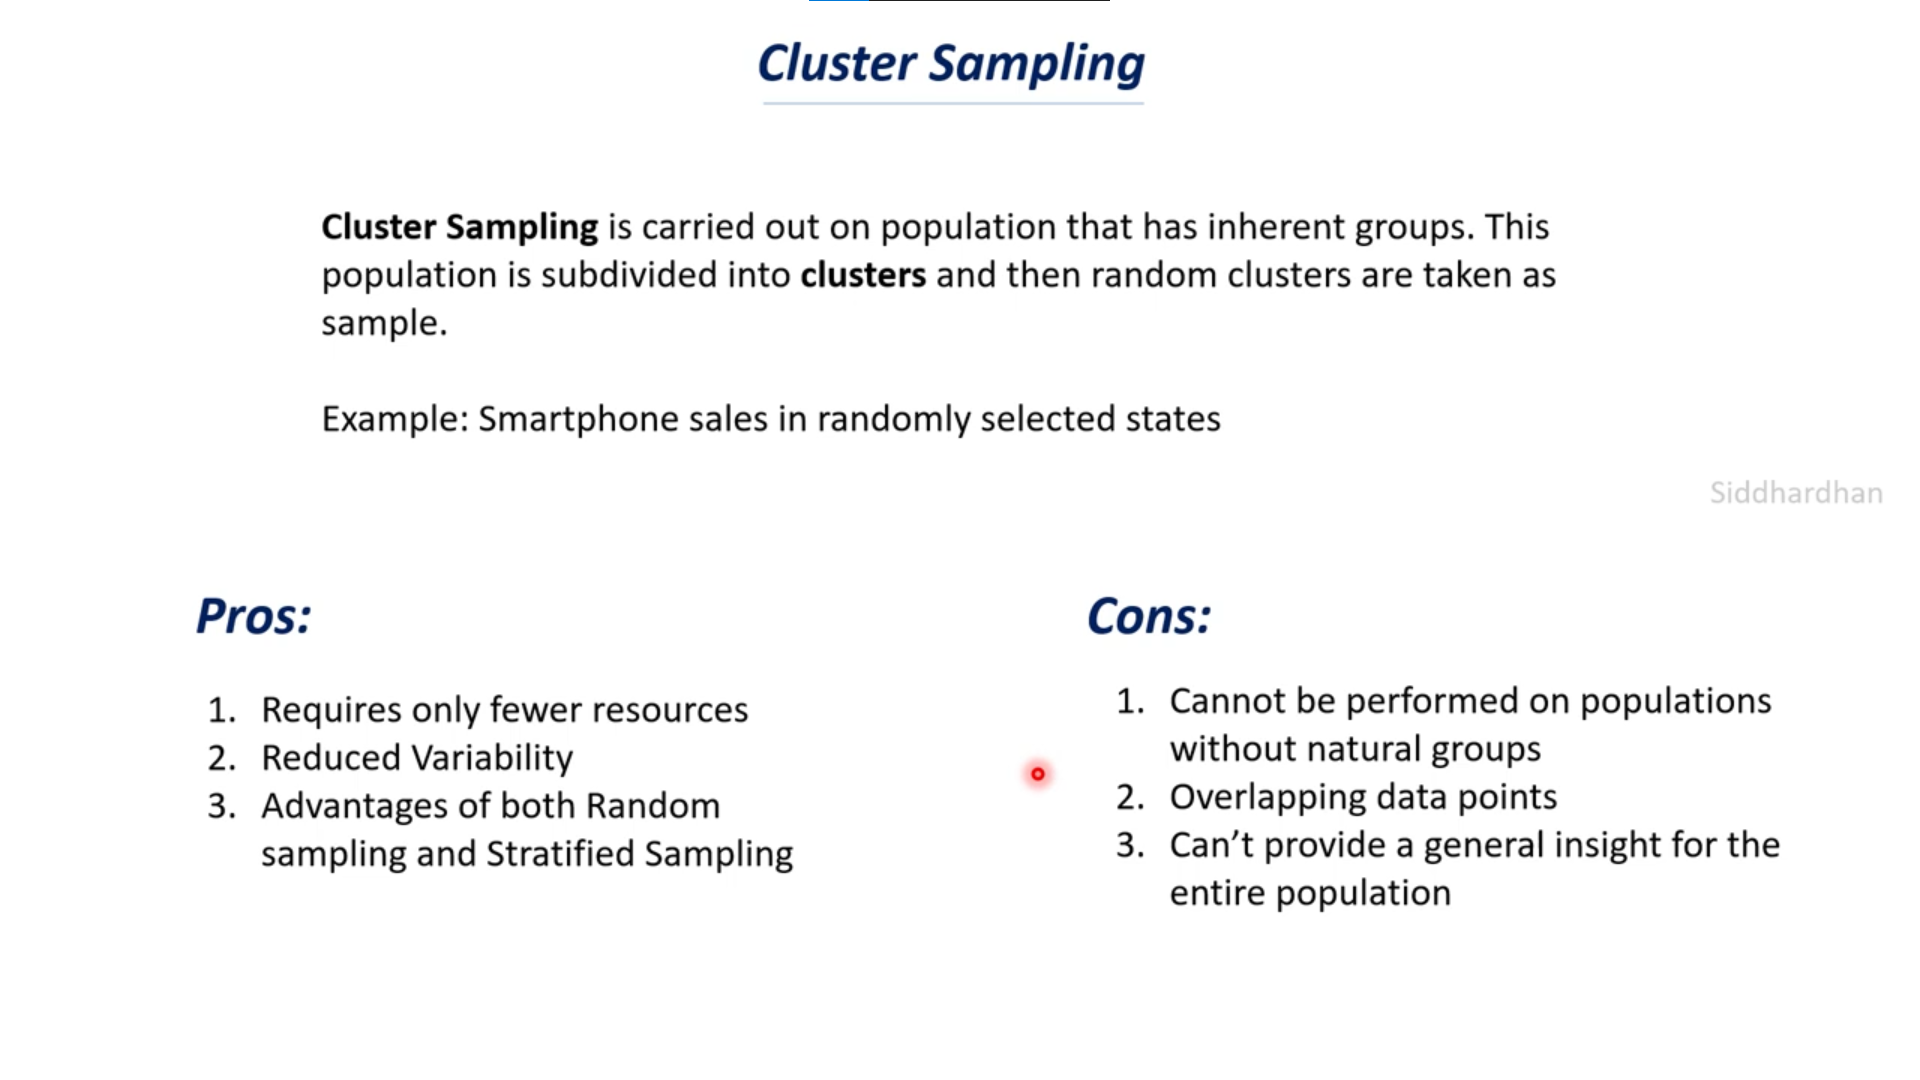 Cluster Sampling
Cluster Sampling is carried out on population that has inherent groups. This
population is subdivided into clusters and then random clusters are taken as
sample.
Example: Smartphone sales in randomly selected states
Siddhardhan
Pros:
1. Requires only fewer resources
2. Reduced Variability
3. Advantages of both Random
sampling and Stratified Sampling
Cons:
1. Cannot be performed on populations
without natural groups
2. Overlapping data points
3. Can’t provide a general insight for the
entire population